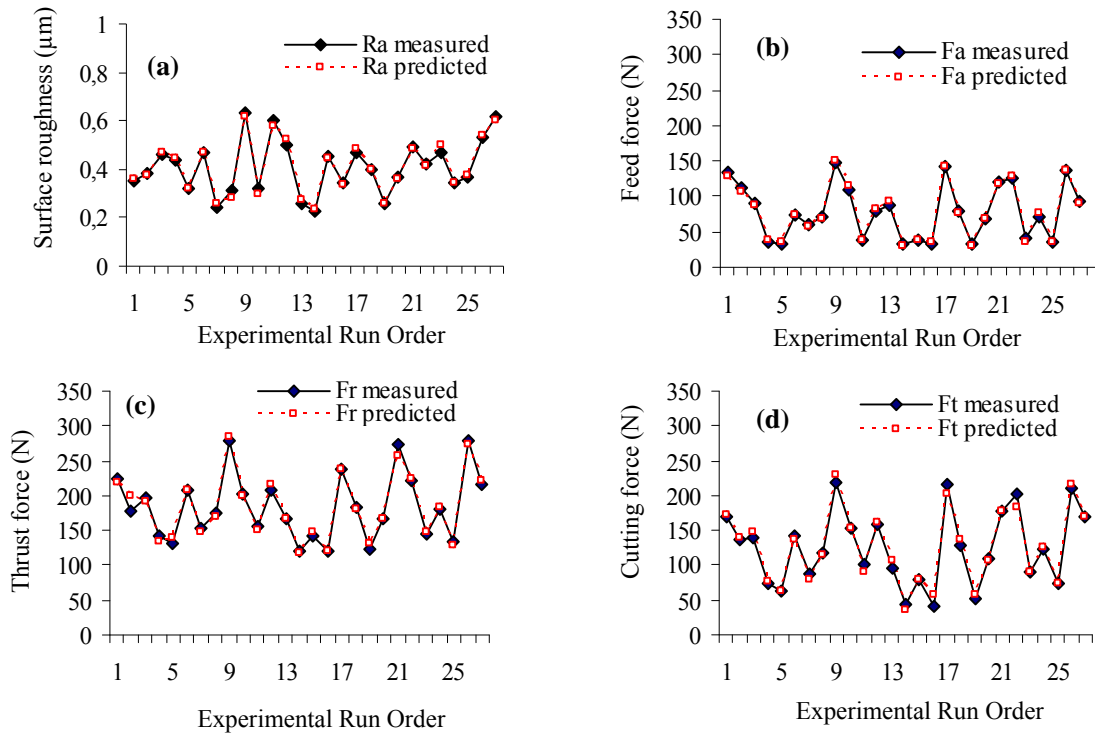 (a)
Ra measured
Ra predicted
Surface roughness (µm)
1
0,8
0,6
0,4
0,2
0
1 5 9 13 17 21 25
Experimental Run Order
(b)
Fa measured
Fa predicted
Feed force (N)
350
300
250
200
150
100
50
0
1 5 9 13 17 21 25
Experimental Run Order
(c)
Fr measured
Fr predicted
Thrust force (N)
350
300
250
200
150
100
50
0
1 5 9 13 17 21 25
Experimental Run Order
(d)
Ft measured
Ft predicted
Cutting force (N)
350
300
250
200
150
100
50
0
1 5 9 13 17 21 25
Experimental Run Order